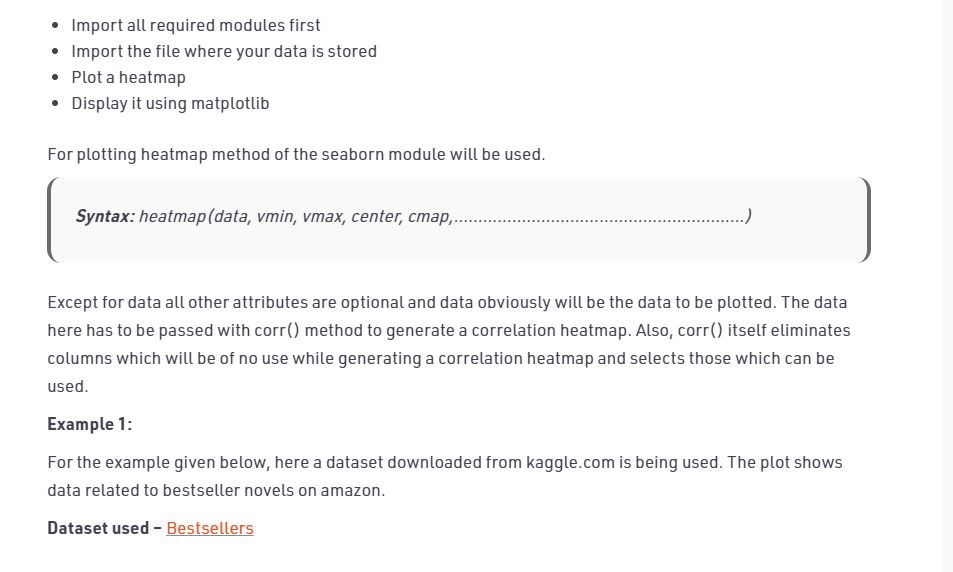 • Import all required modules first
• Import the file where your data is stored
• Plot a heatmap
• Display it using matplotlib
For plotting heatmap method of the seaborn module will be used.
Syntax: heatmap(data, vmin, vmax, center, cmap,............................................................)
Except for data all other attributes are optional and data obviously will be the data to be plotted. The data
here has to be passed with corr() method to generate a correlation heatmap. Also, corr() itself eliminates
columns which will be of no use while generating a correlation heatmap and selects those which can be
used.
Example 1:
For the example given below, here a dataset downloaded from kaggle.com is being used. The plot shows
data related to bestseller novels on amazon.
Dataset used – Bestsellers